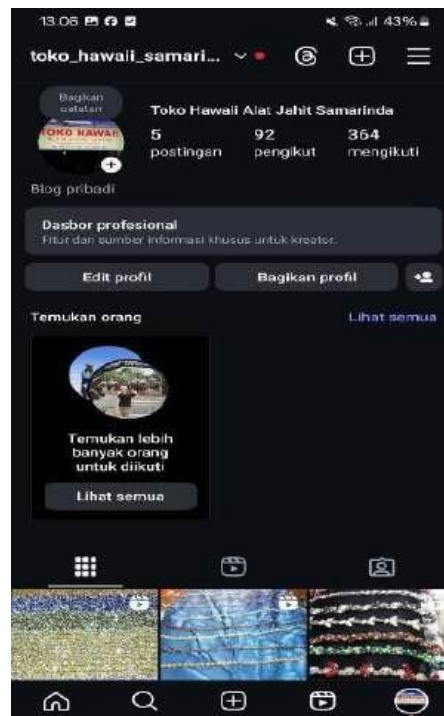 13.06
43%
toko_hawaii_samari...
Bagikan
catatan
Toko Hawaii Alat Jahit Samarinda
TOKO HAWAII
5
92
364
postingan
pengikut
mengikuti
Blog pribadi
Dasbor profesional
Fitur dan sumber informasi khusus untuk kreator.
Edit profil
Bagikan profil
Temukan orang
Lihat semua
Temukan lebih
banyak orang
untuk diikuti
Lihat semua